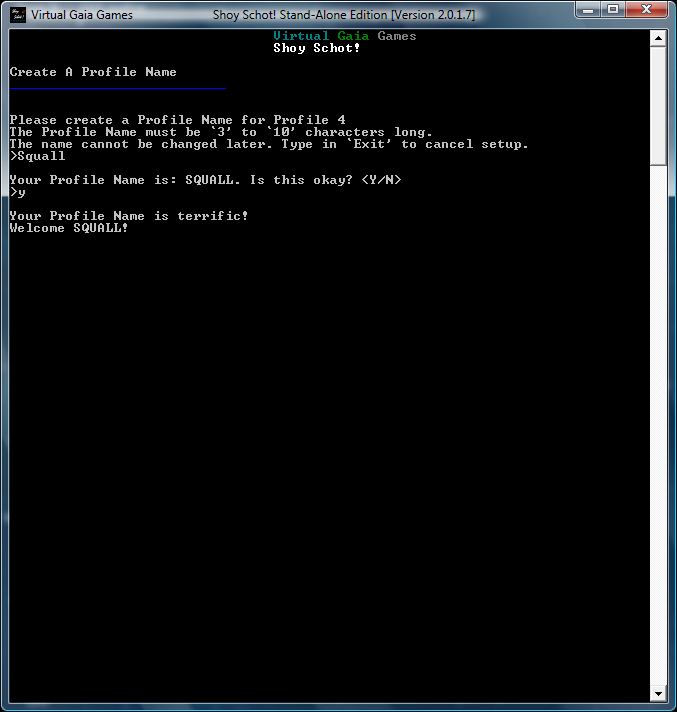 Virtual Gaia Games Shoy Schot! Stand-Alone Edition [Version 2.0.1.7]
Virtual Gaia Games
Shoy Schot!
Create A Profile Name
Please create a Profile Name for Profile 4
The Profile Name must be `3' to `10' characters long.
The name cannot be changed later. Type in `Exit' to cancel setup.
>Squall
Your Profile Name is: SQUALL. Is this okay? <Y/N>
>y
Your Profile Name is terrific!
Welcome SQUALL!